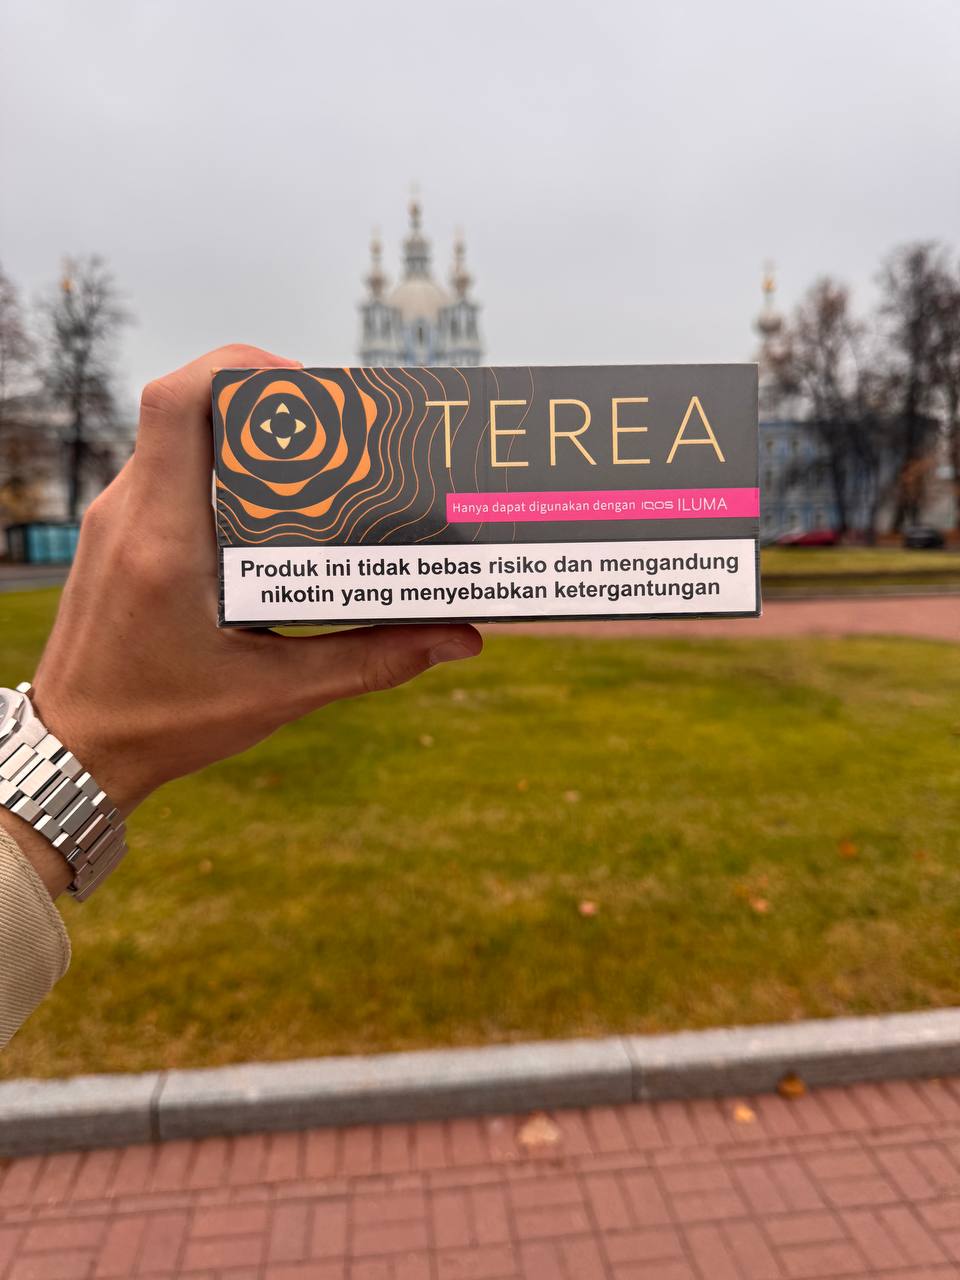 TEREA
Hanya dapat digunakan dengan IQOS ILUMA
Produk ini tidak bebas risiko dan mengandung
nikotin yang menyebabkan ketergantungan